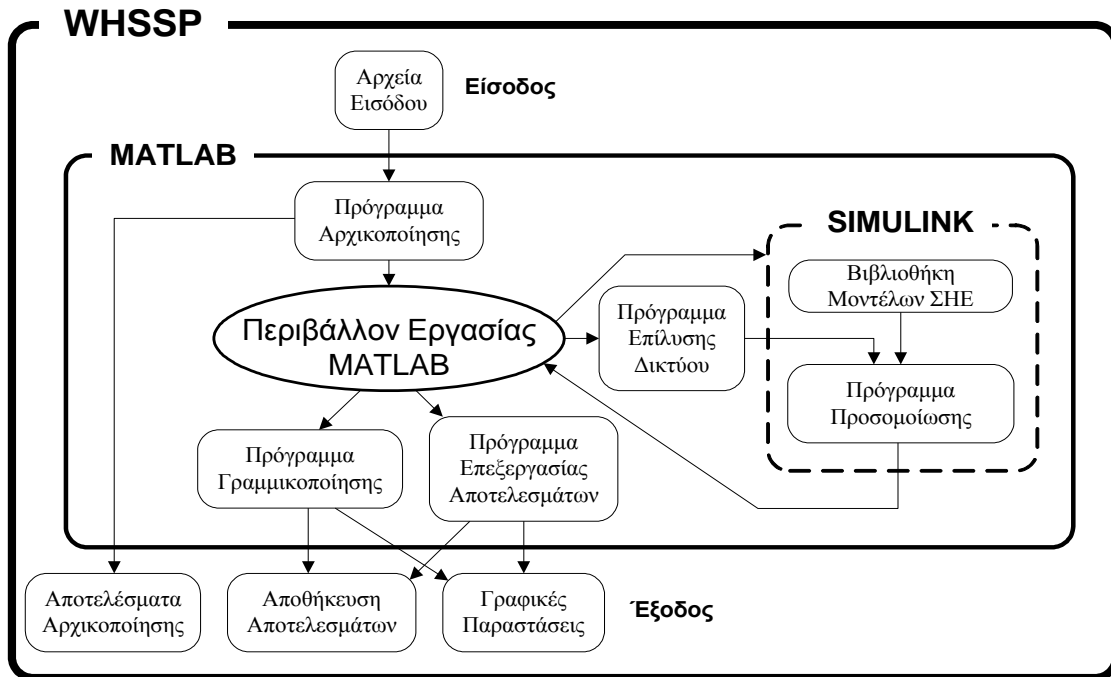 WHSSP
Αρχεία
Εισόδου
Είσοδος
MATLAB
Πρόγραμμα
Αρχικοποίησης
SIMULINK
Βιβλιοθήκη
Μοντέλων ΣΗΕ
Περιβάλλον Εργασίας
MATLAB
Πρόγραμμα
Επίλυσης
Δικτύου
Πρόγραμμα
Προσομοίωσης
Πρόγραμμα
Γραμμικοποίησης
Πρόγραμμα
Επεξεργασίας
Αποτελεσμάτων
Αποτελέσματα
Αρχικοποίησης
Αποθήκευση
Αποτελεσμάτων
Γραφικές
Παραστάσεις
Έξοδος